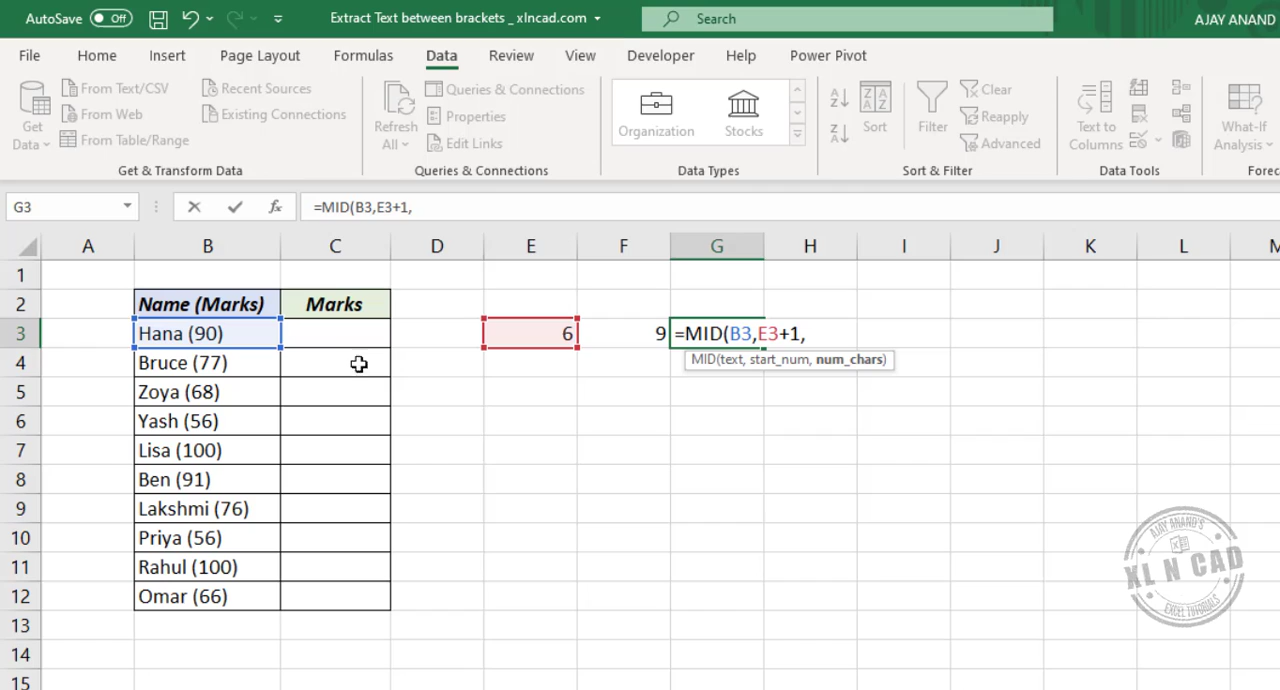 AutoSave Off Extract Text between brackets _ xlncad.com Search AJAY ANAND
File Home Insert Page Layout Formulas Data Review View Developer Help Power Pivot
Get Data
From Text/CSV
From Web
From Table/Range
Recent Sources
Existing Connections
Get & Transform Data
Refresh All
Queries & Connections
Properties
Edit Links
Queries & Connections
Organization Stocks
Data Types
Sort
Filter
Clear
Reapply
Advanced
Sort & Filter
Text to Columns
Data Tools
What-If Analysis
Forec
G3 fx =MID(B3,E3+1,
A B C D E F G H I J K L M
1
2 Name (Marks) Marks
3 Hana (90) 6 9 =MID(B3,E3+1,
MID(text, start_num, num_chars)
4 Bruce (77)
5 Zoya (68)
6 Yash (56)
7 Lisa (100)
8 Ben (91)
9 Lakshmi (76)
10 Priya (56)
11 Rahul (100)
12 Omar (66)
13
14
15
AJAY ANAND'S
XL N CAD
EXCEL TUTORIALS